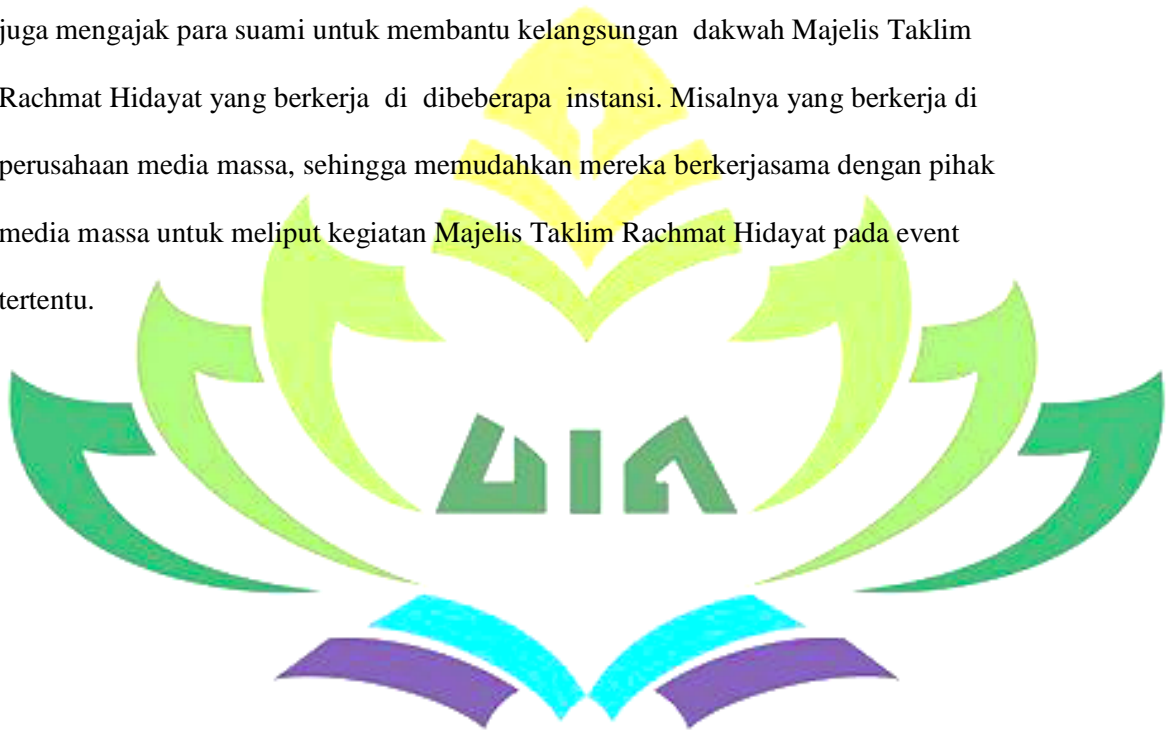 juga mengajak para suami untuk membantu kelangsungan dakwah Majelis Taklim
Rachmat Hidayat yang berkerja di dibeberapa instansi. Misalnya yang berkerja di
perusahaan media massa, sehingga memudahkan mereka berkerjasama dengan pihak
media massa untuk meliput kegiatan Majelis Taklim Rachmat Hidayat pada event
tertentu.
UIN